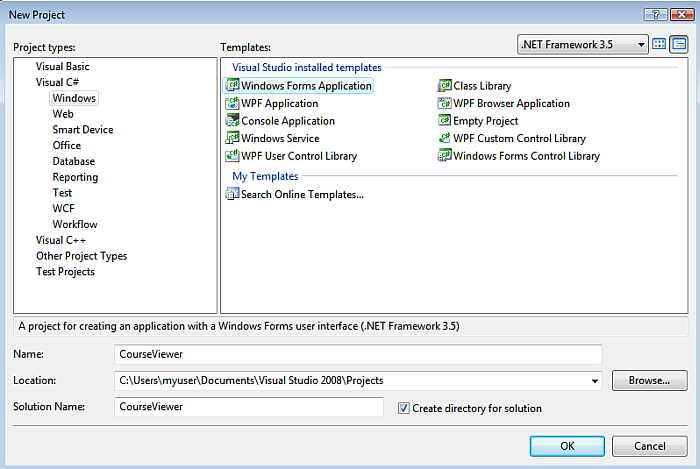 New Project
Project types:
Templates:
.NET Framework 3.5
Visual Basic
Visual C#
Windows
Web
Smart Device
Office
Database
Reporting
Test
WCF
Workflow
Visual C++
Other Project Types
Test Projects
Visual Studio installed templates
Windows Forms Application
Class Library
WPF Application
WPF Browser Application
Console Application
Empty Project
Windows Service
WPF Custom Control Library
WPF User Control Library
Windows Forms Control Library
My Templates
Search Online Templates...
A project for creating an application with a Windows Forms user interface (.NET Framework 3.5)
Name:
CourseViewer
Location:
C:\Users\myuser\Documents\Visual Studio 2008\Projects
Browse...
Solution Name:
CourseViewer
Create directory for solution
OK
Cancel